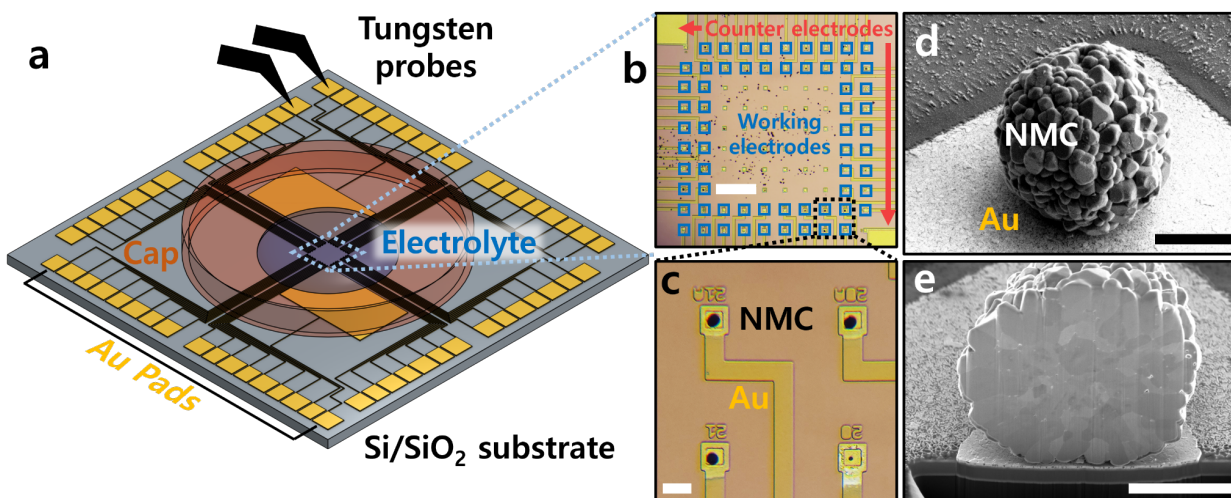 a
Tungsten
probes
Cap
Electrolyte
Au Pads
Si/SiO₂ substrate
b
Counter electrodes
Working
electrodes
c
NMC
Au
d
NMC
Au
e